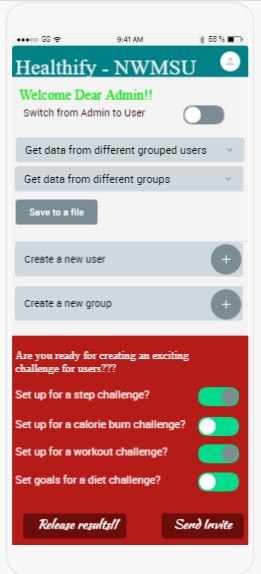 GS 9:41 AM 58 %
Healthify - NWMSU
Welcome Dear Admin!!
Switch from Admin to User
Get data from different grouped users
Get data from different groups
Save to a file
Create a new user
+
Create a new group
+
Are you ready for creating an exciting
challenge for users???
Set up for a step challenge?
Set up for a calorie burn challenge?
Set up for a workout challenge?
Set goals for a diet challenge?
Release results!! Send Invite